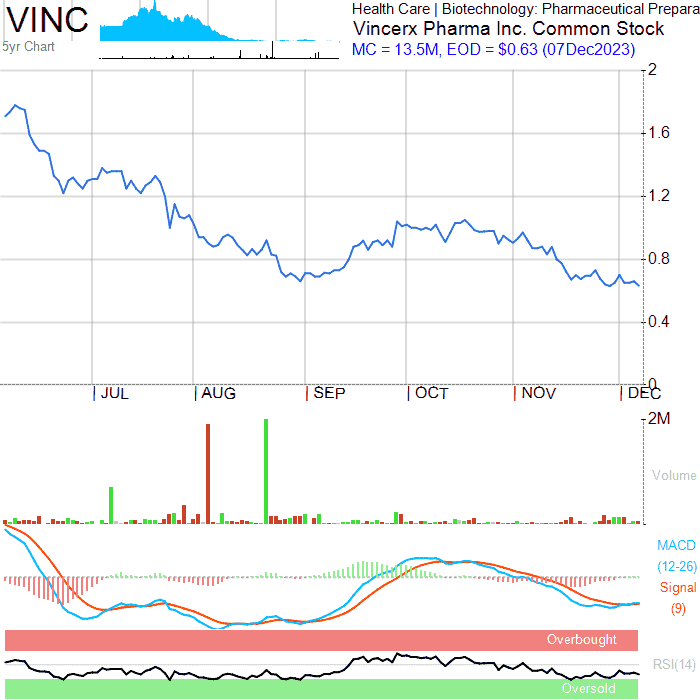 VINC
5yr Chart
Health Care | Biotechnology: Pharmaceutical Prepara
Vincerx Pharma Inc. Common Stock
MC = 13.5M, EOD = $0.63 (07Dec2023)
2
1.6
1.2
0.8
0.4
0
JUL AUG SEP OCT NOV DEC
2M
Volume
MACD
(12-26)
Signal
(9)
Overbought
RSI(14)
Oversold